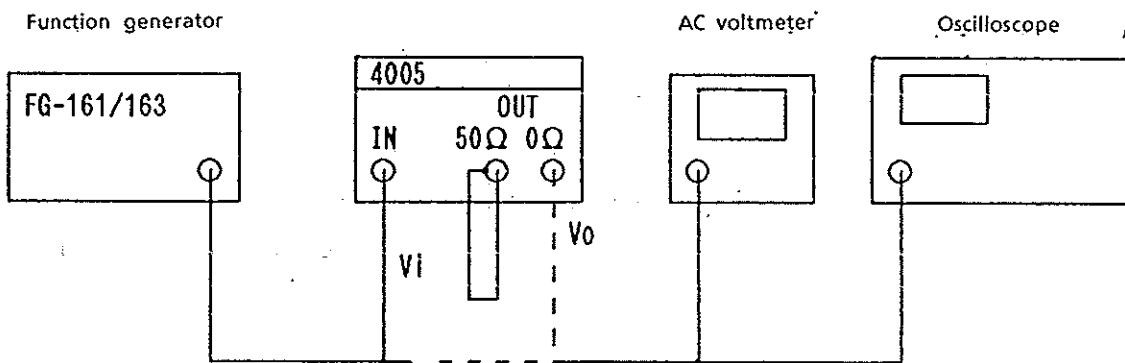 Function generator
AC voltmeter
Oscilloscope
FG-161/163
4005
OUT
IN 50Ω 0Ω
Vi
Vo